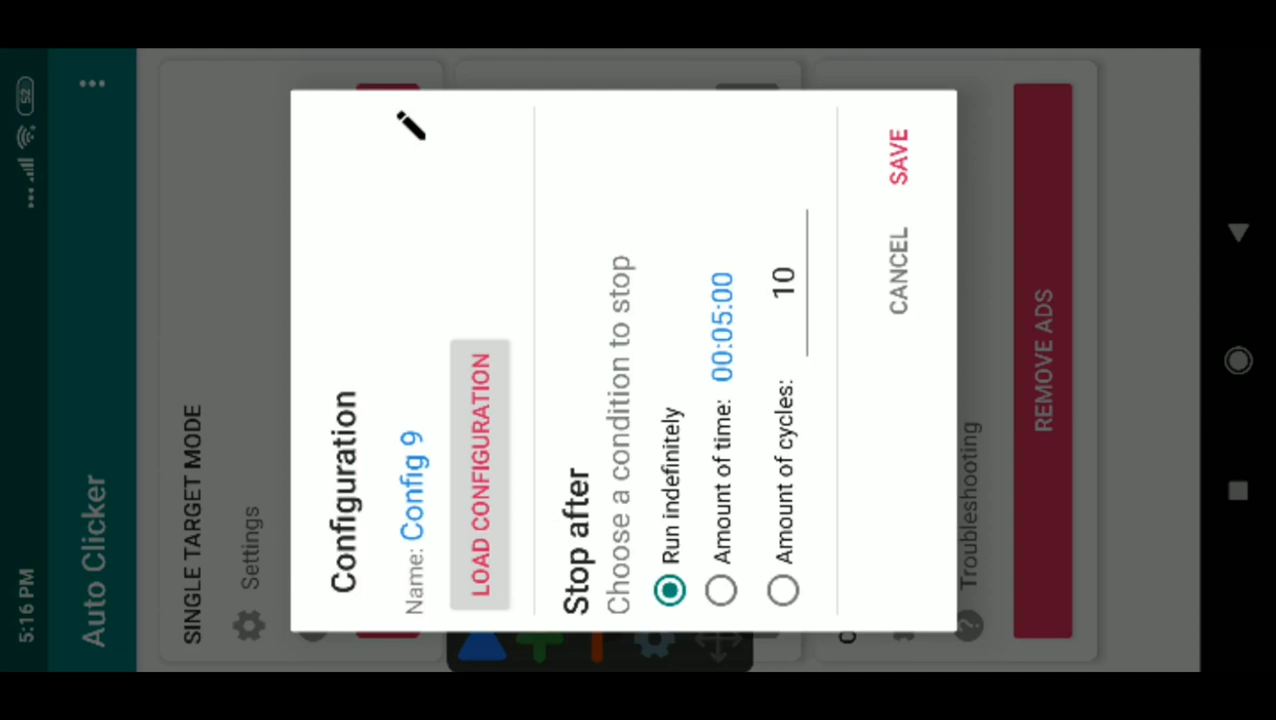 5:16 PM
52
Auto Clicker
SINGLE TARGET MODE
Settings
Configuration
Name: Config 9
LOAD CONFIGURATION
Stop after
Choose a condition to stop
Run indefinitely
Amount of time: 00:05:00
Amount of cycles: 10
CANCEL SAVE
Troubleshooting
REMOVE ADS